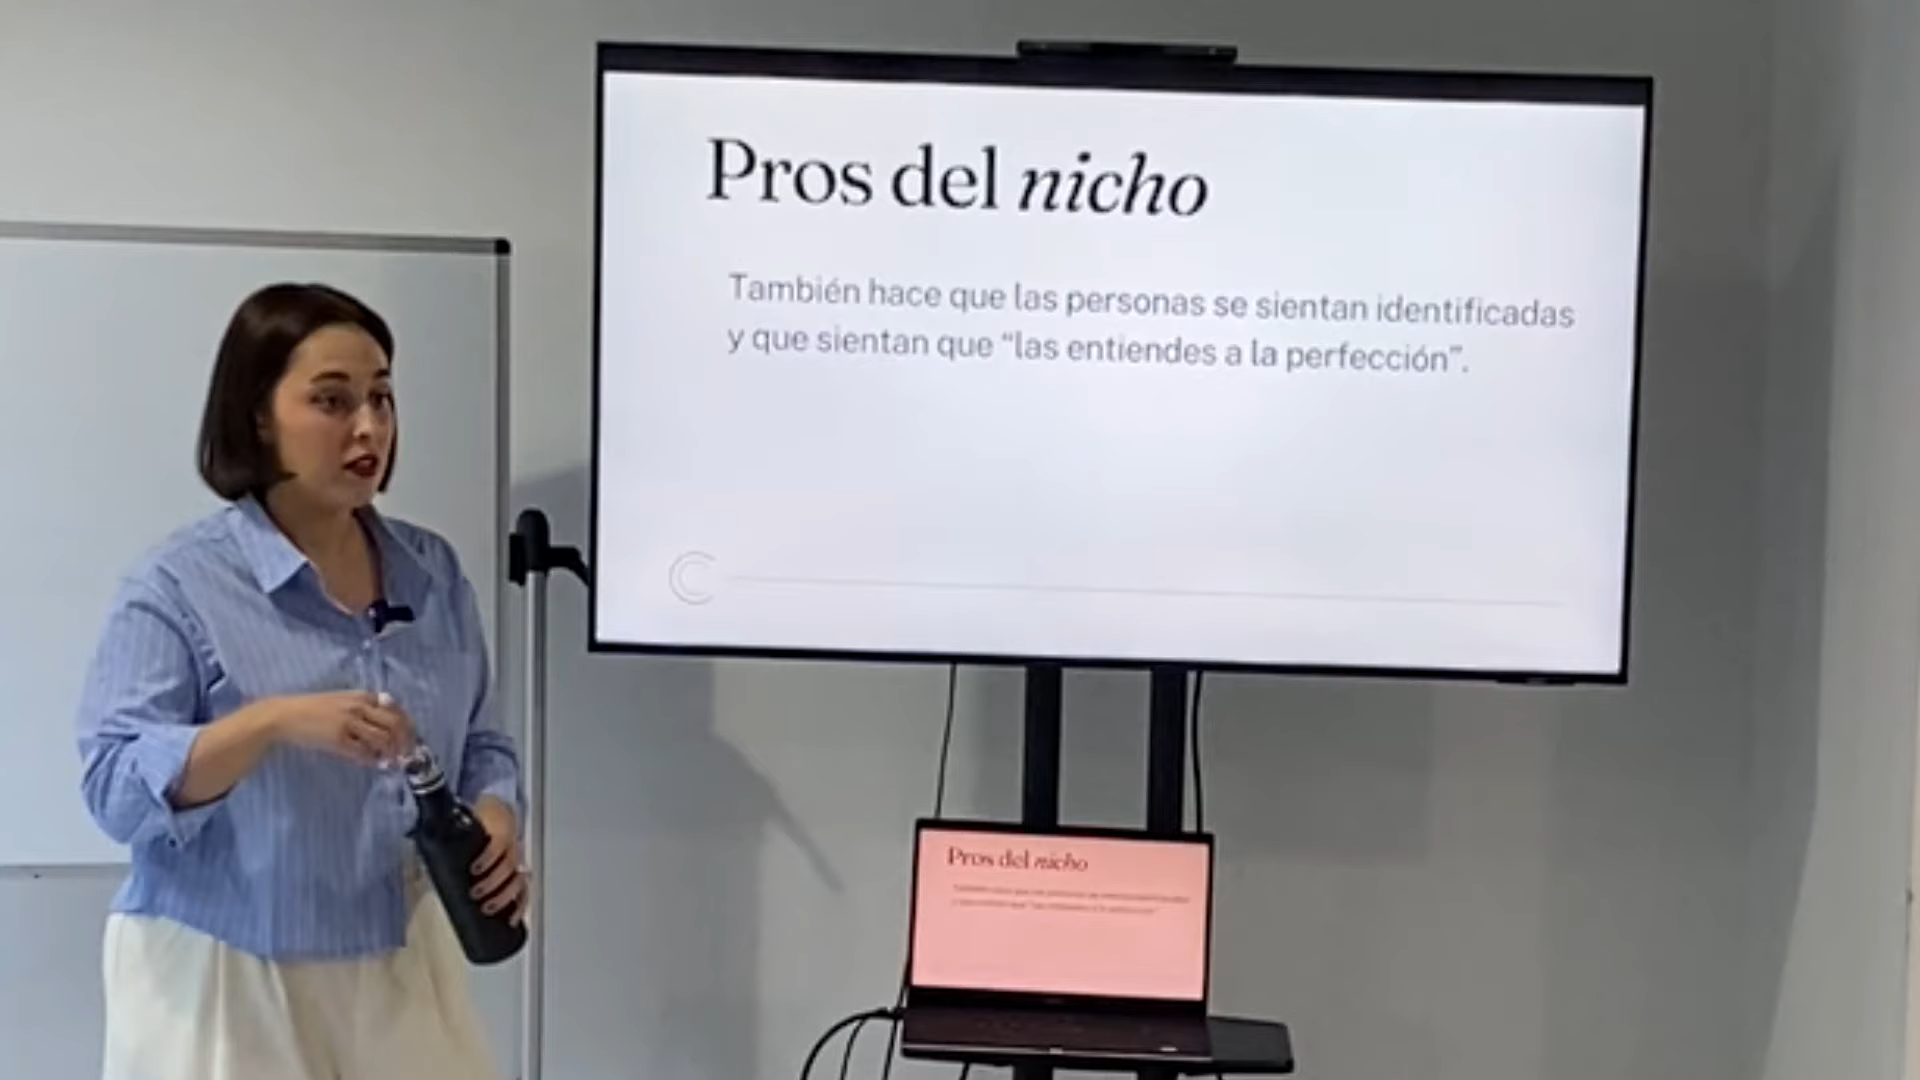 Pros del nicho
También hace que las personas se sientan identificadas
y que sientan que “las entiendes a la perfección”.
Pros del nicho